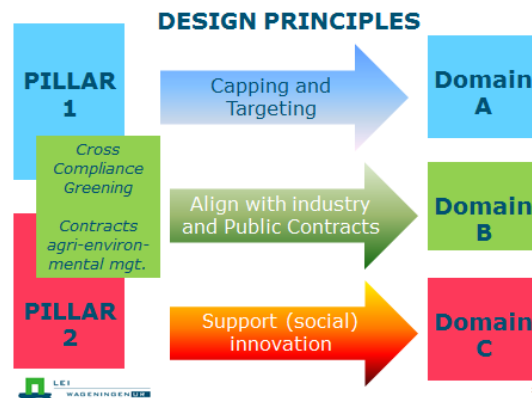 DESIGN PRINCIPLES
PILLAR
1
Capping and
Targeting
Domain
A
Cross
Compliance
Greening
Contracts
agri-environ-
mental mgt.
Align with industry
and Public Contracts
Domain
B
PILLAR
2
Support (social)
innovation
Domain
C
LEI
WAGENINGEN UR